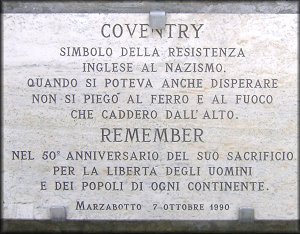 COVENTRY
SIMBOLO DELLA RESISTENZA
INGLESE AL NAZISMO.
QUANDO SI POTEVA ANCHE DISPERARE
NON SI PIEGO' AL FERRO E AL FUOCO
CHE CADDERO DALL'ALTO.
REMEMBER
NEL 50° ANNIVERSARIO DEL SUO SACRIFICIO
PER LA LIBERTA' DEGLI UOMINI
E DEI POPOLI DI OGNI CONTINENTE.
MARZABOTTO 7 OTTOBRE 1990